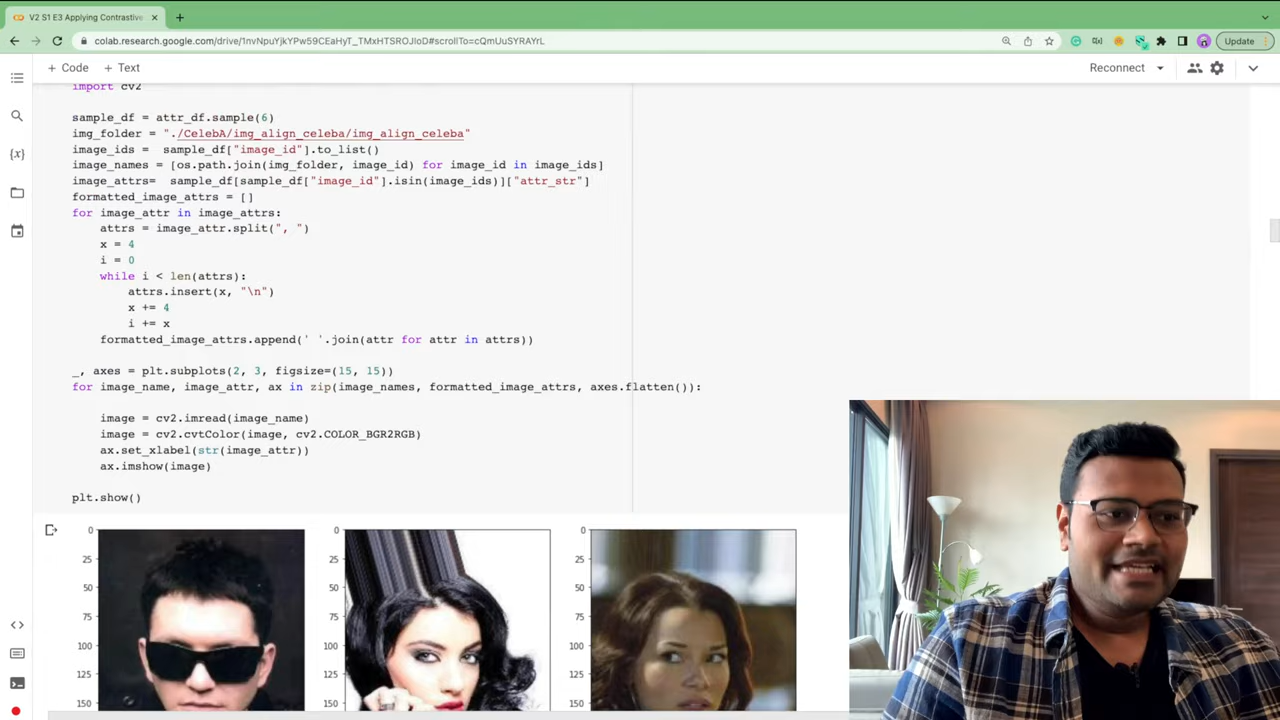 V2 S1 E3 Applying Contrastive
colab.research.google.com/drive/1nvNpuYjkYPw59CEaHyT_TMxHTSROJIoD#scrollTo=cQmUuSYRAYrL
Update
+ Code + Text
Reconnect
import cv2
sample_df = attr_df.sample(6)
img_folder = "./CelebA/img_align_celeba/img_align_celeba"
image_ids =  sample_df["image_id"].to_list()
image_names = [os.path.join(img_folder, image_id) for image_id in image_ids]
image_attrs=  sample_df[sample_df["image_id"].isin(image_ids)]["attr_str"]
formatted_image_attrs = []
for image_attr in image_attrs:
    attrs = image_attr.split(", ")
    x = 4
    i = 0
    while i < len(attrs):
        attrs.insert(x, "\n")
        x += 4
        i += x
    formatted_image_attrs.append(' '.join(attr for attr in attrs))
_, axes = plt.subplots(2, 3, figsize=(15, 15))
for image_name, image_attr, ax in zip(image_names, formatted_image_attrs, axes.flatten()):
    image = cv2.imread(image_name)
    image = cv2.cvtColor(image, cv2.COLOR_BGR2RGB)
    ax.set_xlabel(str(image_attr))
    ax.imshow(image)
plt.show()
0 0 0
25 25 25
50 50 50
75 75 75
100 100 100
125 125 125
150 150 150